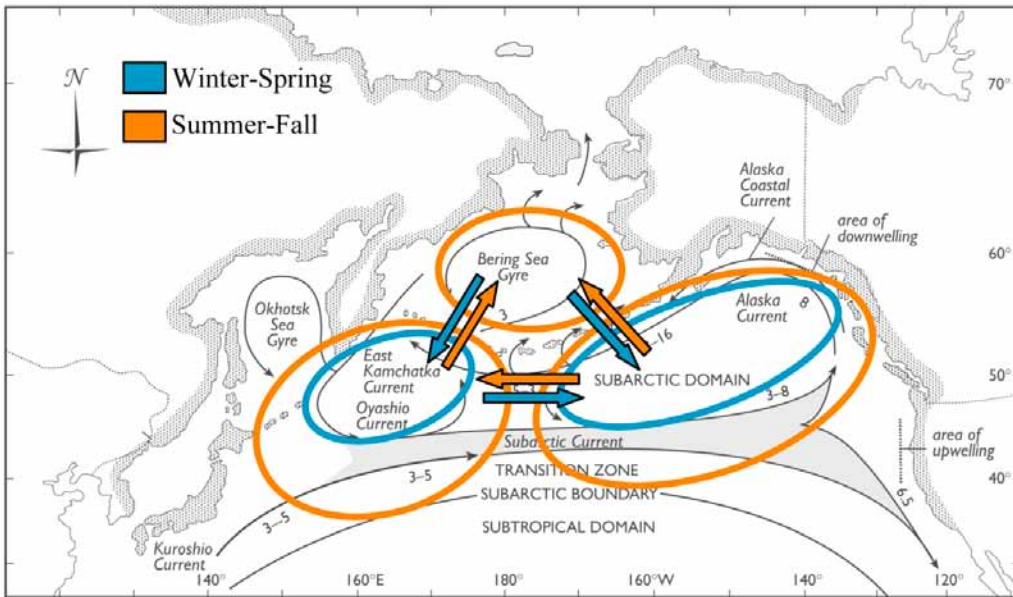 N
Winter-Spring
Summer-Fall
70°
Alaska
Coastal
Current
area of
downwelling
60°
Bering Sea
Gyre
Okhotsk
Sea
Gyre
3
Alaska
Current
8
–16
East
Kamchatka
Current
SUBARCTIC DOMAIN
50°
3–8
Oyashio
Current
Subarctic Current
area of
upwelling
TRANSITION ZONE
3–5
40°
SUBARCTIC BOUNDARY
6.5
3–5
SUBTROPICAL DOMAIN
Kuroshio
Current
140°
160°E
180°
160°W
140°
120°